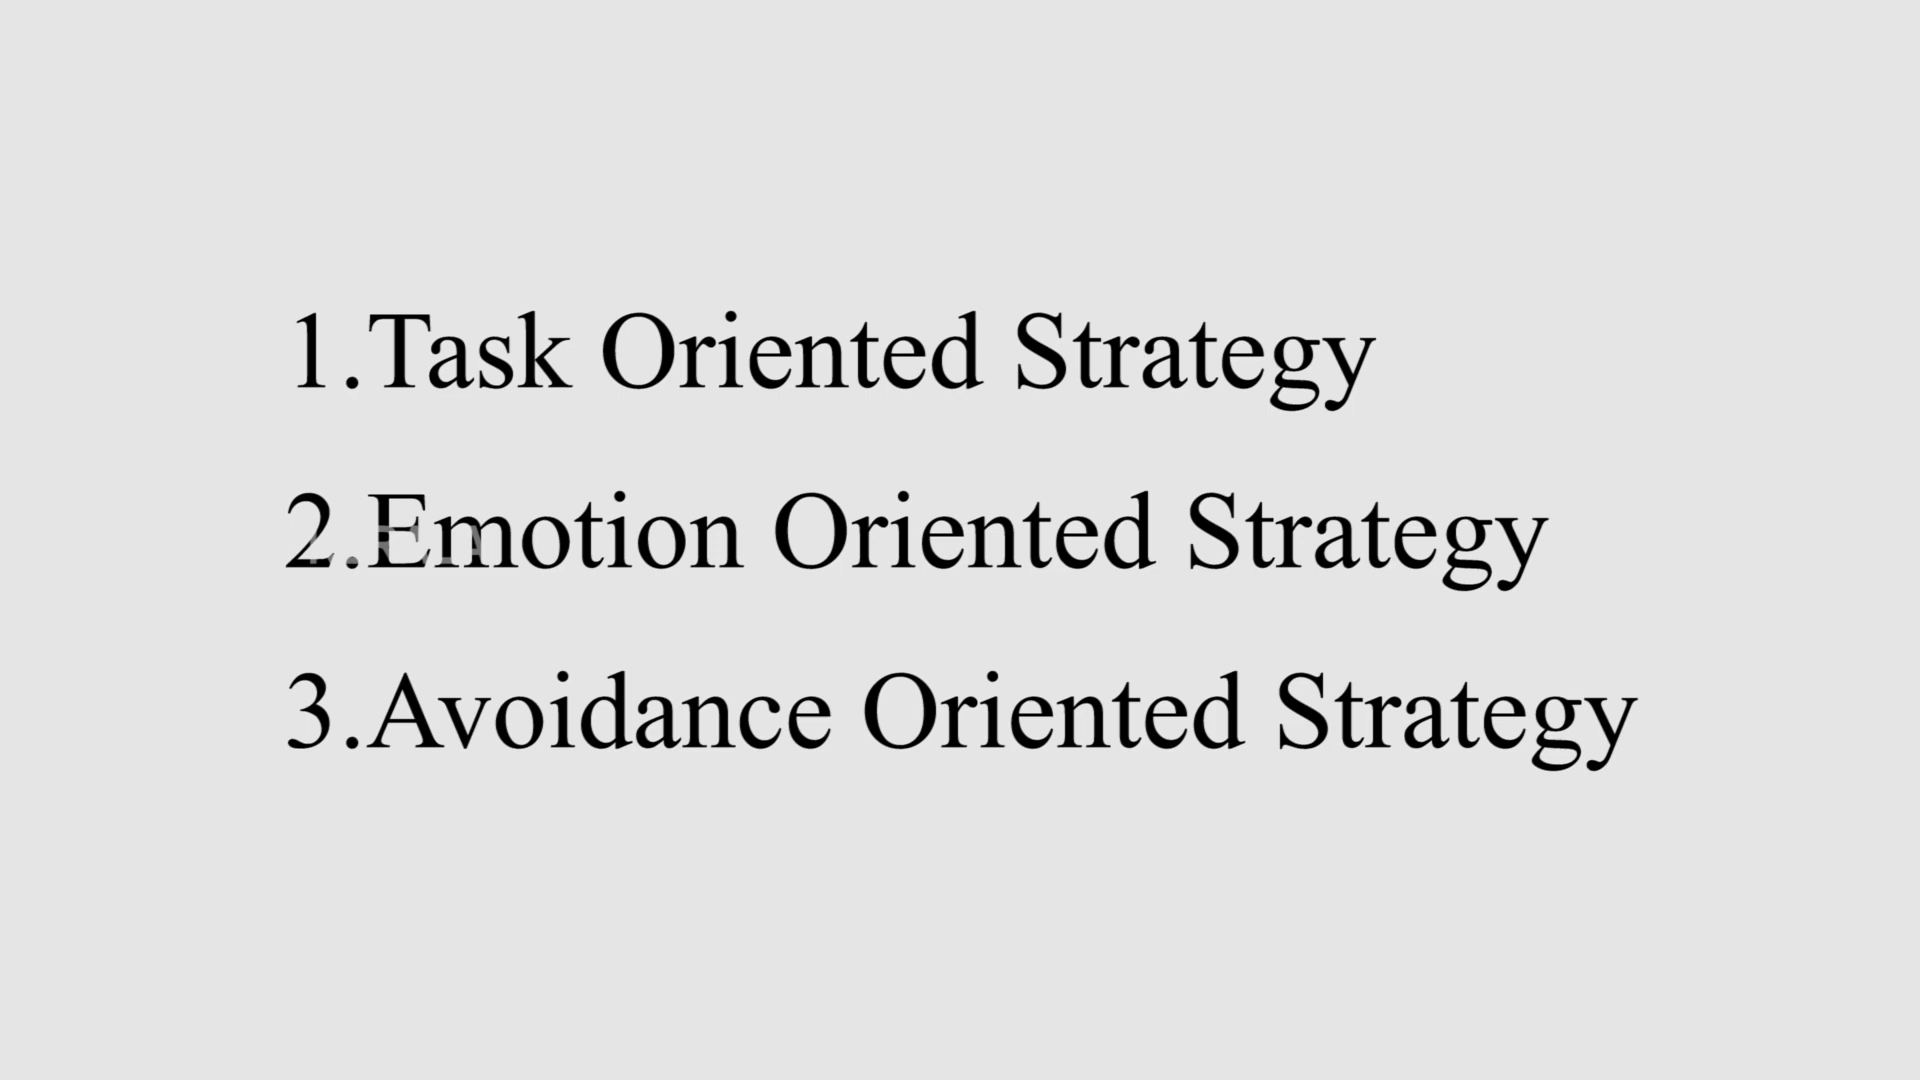 1.Task Oriented Strategy
2.Emotion Oriented Strategy
3.Avoidance Oriented Strategy